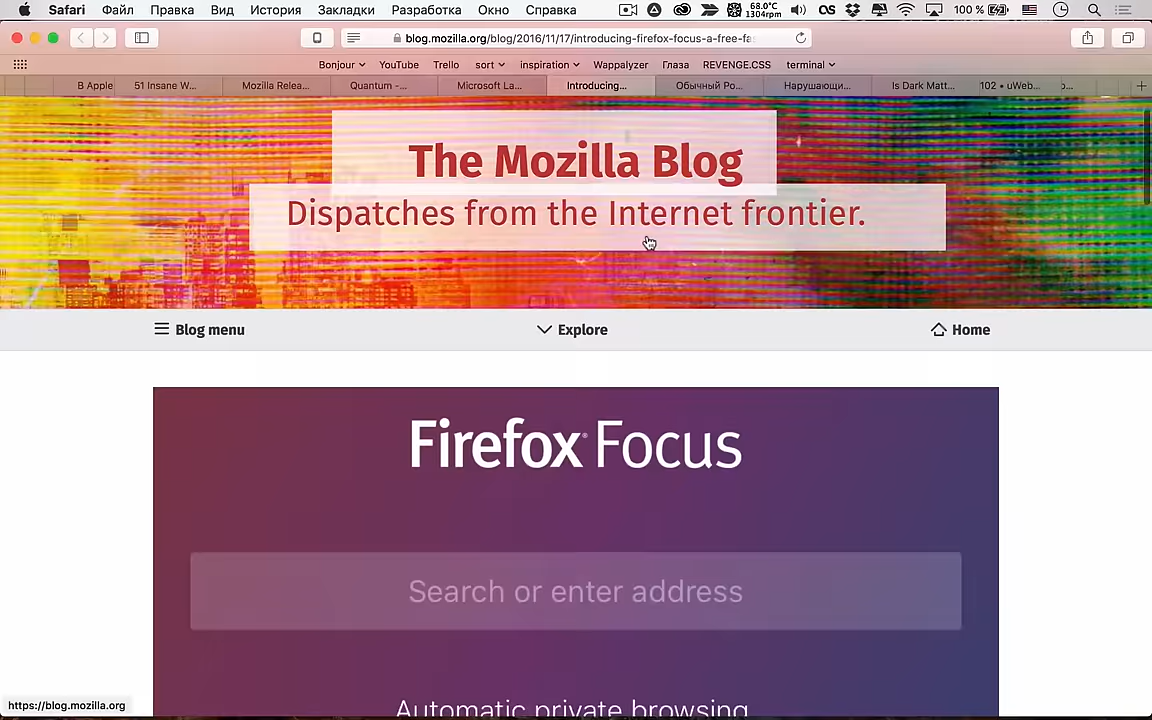 Safari Файл Правка Вид История Закладки Разработка Окно Справка 68.0°C 1304rpm 100 %
blog.mozilla.org/blog/2016/11/17/introducing-firefox-focus-a-free-fa
Bonjour YouTube Trello sort inspiration Wappalyzer Глаза REVENGE.CSS terminal
В Apple 51 Insane W... Mozilla Relea... Quantum -... Microsoft La... Introducing... Обычный Ро... Нарушающи... Is Dark Matt... 102 • uWeb...
The Mozilla Blog
Dispatches from the Internet frontier.
Blog menu Explore Home
Firefox Focus
Search or enter address
Automatic private browsing
https://blog.mozilla.org